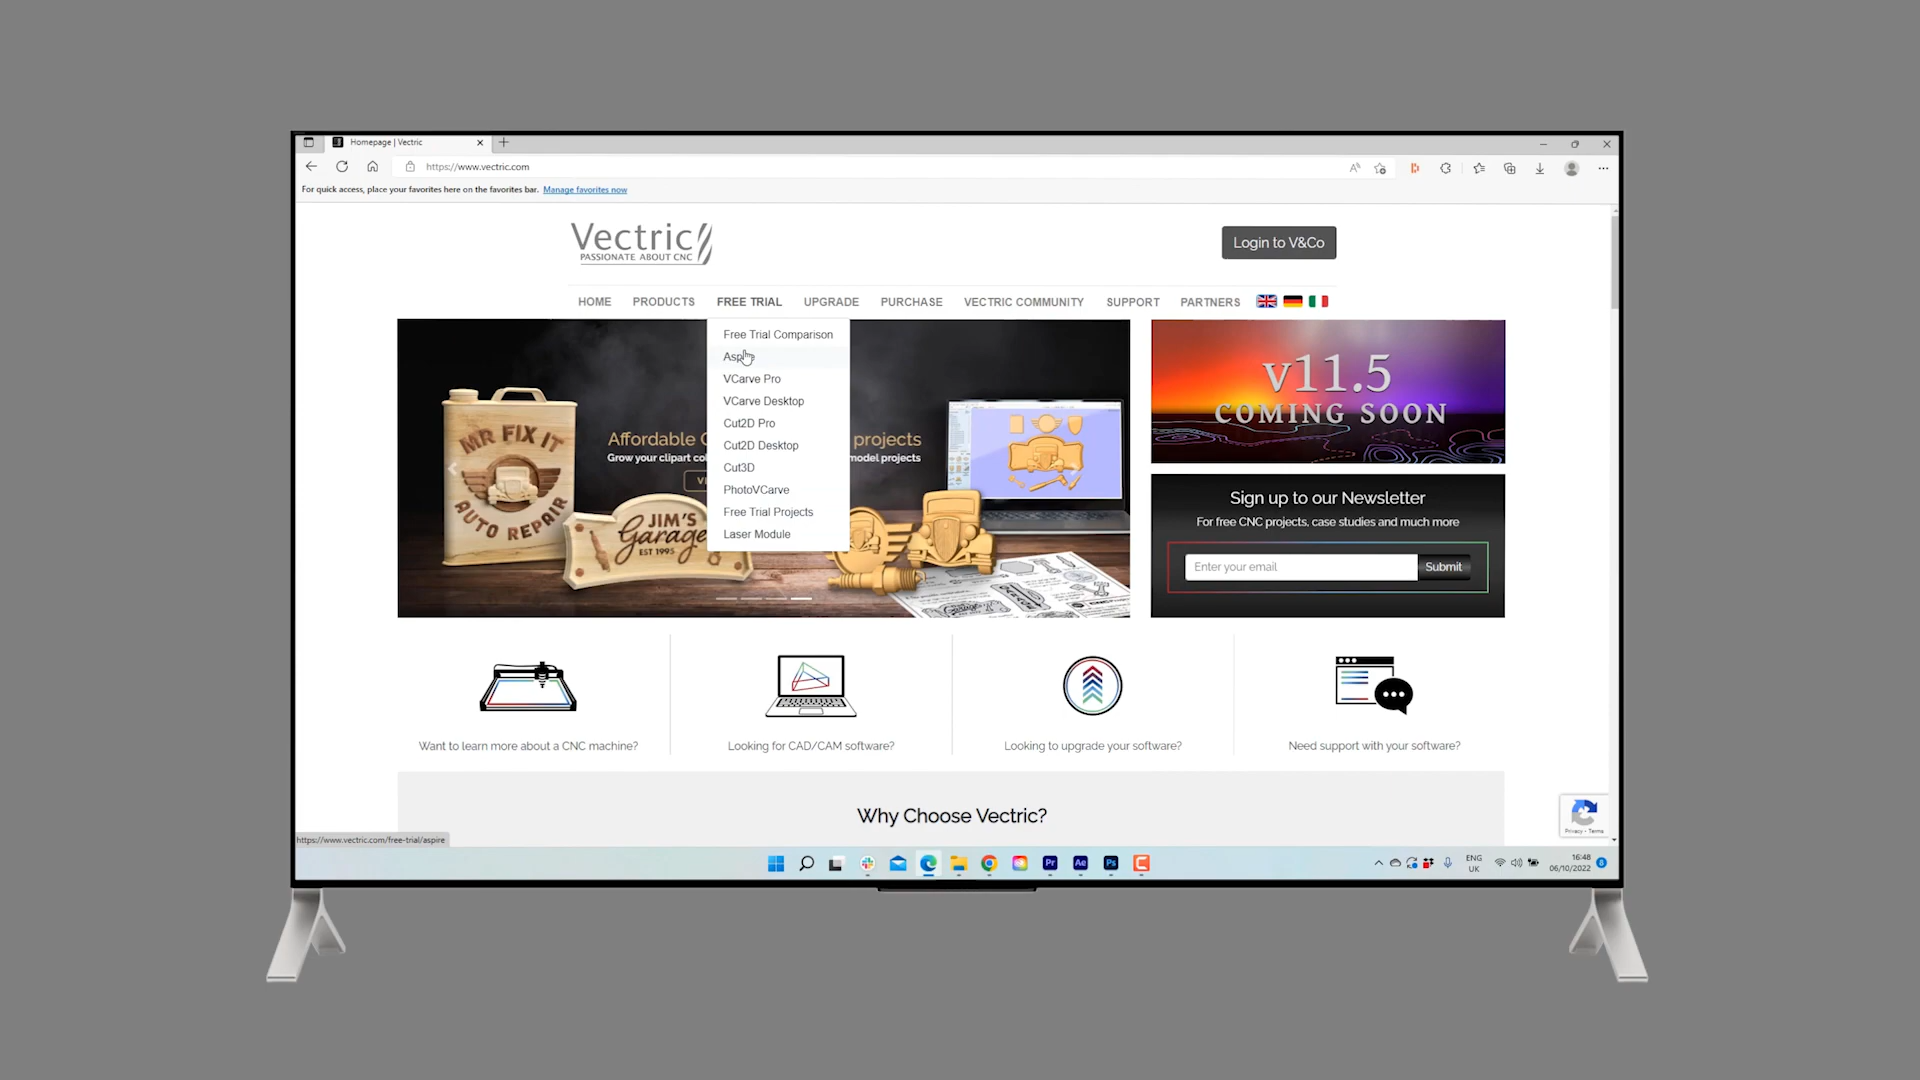 Homepage | Vectric
https://www.vectric.com
For quick access, place your favorites here on the favorites bar. Manage favorites now
Vectric
PASSIONATE ABOUT CNC
Login to V&Co
HOME PRODUCTS FREE TRIAL UPGRADE PURCHASE VECTRIC COMMUNITY SUPPORT PARTNERS
Free Trial Comparison
VCarve Pro
VCarve Desktop
Cut2D Pro
Cut2D Desktop
Cut3D
PhotoVCarve
Free Trial Projects
Laser Module
MR FIX IT
AUTO REPAIR
JIM'S
Garage
EST 1995
Affordable
projects
Grow your clipart
model projects
v11.5
COMING SOON
Sign up to our Newsletter
For free CNC projects, case studies and much more
Enter your email
Submit
Want to learn more about a CNC machine?
Looking for CAD/CAM software?
Looking to upgrade your software?
Need support with your software?
Why Choose Vectric?
Privacy - Terms
https://www.vectric.com/free-trial/aspire
Pr
Ae
Ps
ENG
UK
16:48
06/10/2022
8